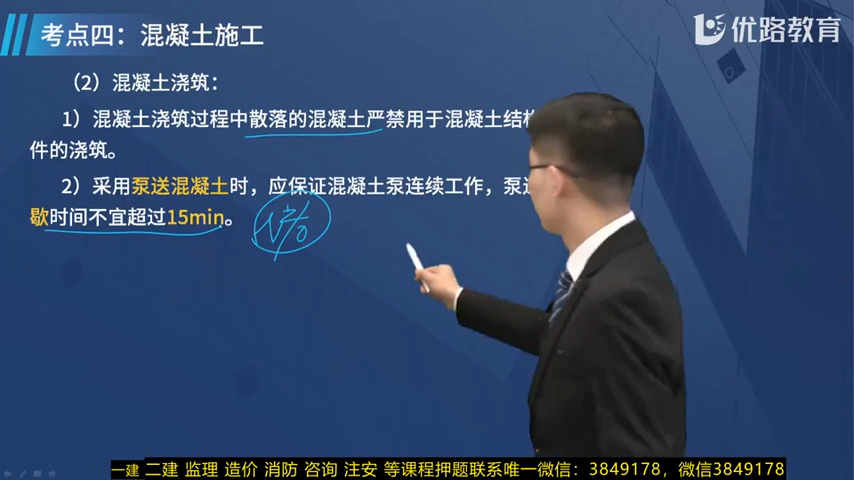 考点四：混凝土施工
优路教育
（2）混凝土浇筑：
1）混凝土浇筑过程中散落的混凝土严禁用于混凝土结
件的浇筑。
2）采用泵送混凝土时，应保证混凝土泵连续工作，泵
歇时间不宜超过15min。
一建 二建 监理 造价 消防 咨询 注安 等课程押题联系唯一微信：3849178，微信3849178